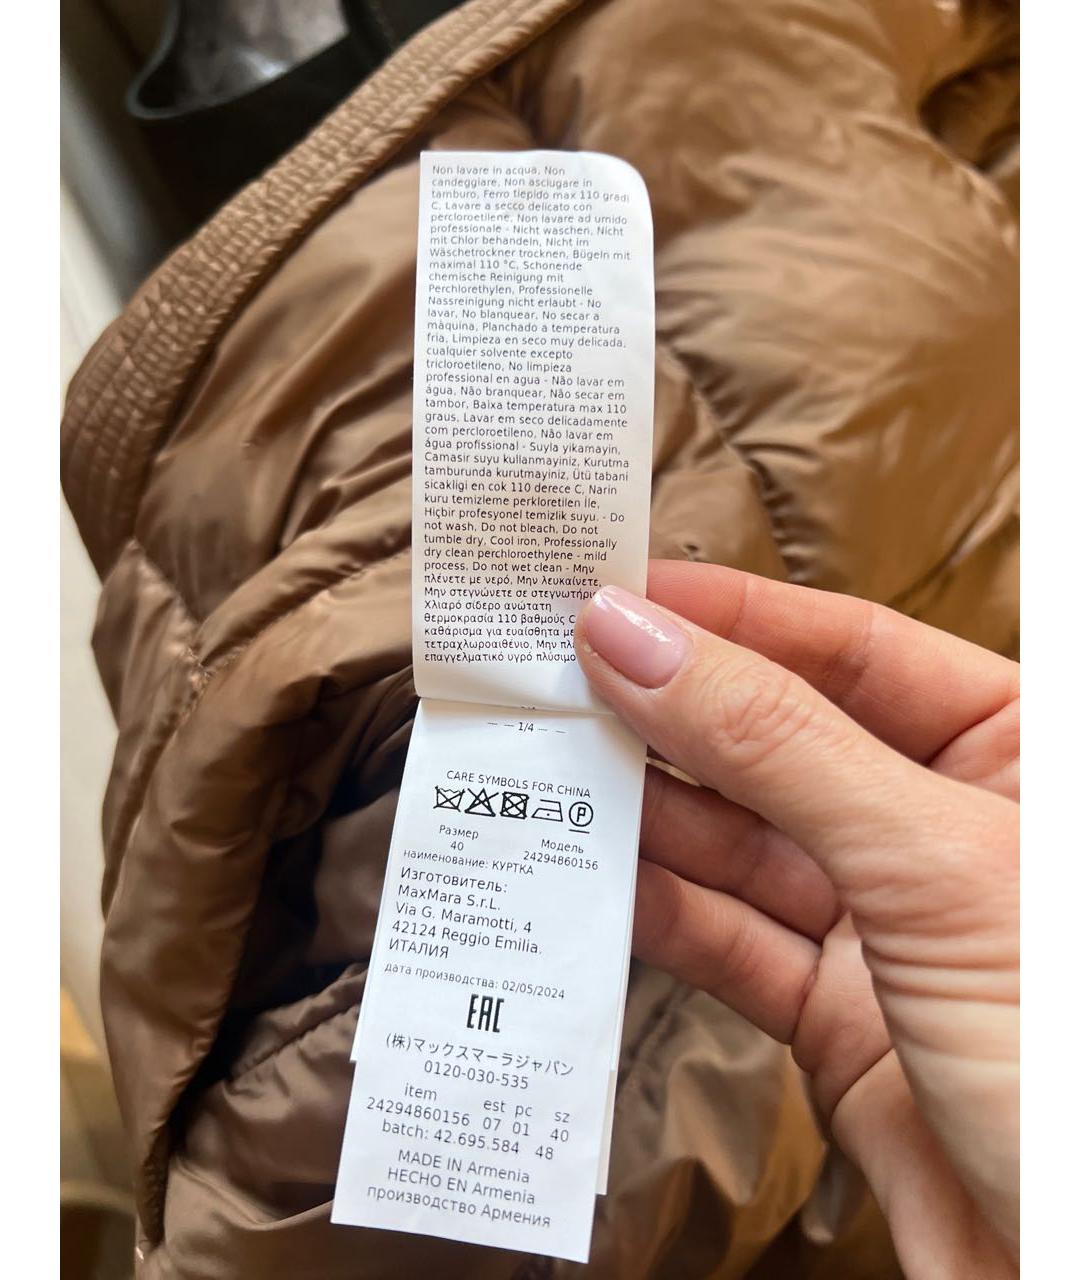 Non lavare in acqua, Non
candeggiare, Non asciugare in
tamburo, Ferro tiepido max 110 gradi
C, Lavare a secco delicato con
percloroetilene, Non lavare ad umido
professionale - Nicht waschen, Nicht
mit Chlor behandeln, Nicht im
Wäschetrockner trocknen, Bügeln mit
maximal 110 °C, Schonende
chemische Reinigung mit
Perchlorethylen, Professionelle
Nassreinigung nicht erlaubt - No
lavar, No blanquear, No secar a
màquina, Planchado a temperatura
fria, Limpieza en seco muy delicada,
cualquier solvente excepto
tricloroetileno, No limpieza
professional en agua - Não lavar em
água, Não branquear, Não secar em
tambor, Baixa temperatura max 110
graus, Lavar em seco delicadamente
com percloroetileno, Não lavar em
água profissional - Suyla yikamayin,
Camasir suyu kullanmayiniz, Kurutma
tamburunda kurutmayiniz, Ütü tabani
sicakligi en cok 110 derece C, Narin
kuru temizleme perkloretilen İle,
Hiçbir profesyonel temizlik suyu. - Do
not wash, Do not bleach, Do not
tumble dry, Cool iron, Professionally
dry clean perchloroethylene - mild
process, Do not wet clean - Μην
πλένετε με νερό, Μην λευκαίνετε,
Μην στεγνώνετε σε
Χλιαρό σίδερο ανώτατη
θερμοκρασία 110 βαθμούς C
καθάρισμα για ευαίσθητα
τετραχλωροαιθένιο, Μην
επαγγελματικό υγρό πλύσιμο
1/4
CARE SYMBOLS FOR CHINA
P
Размер Модель
40 24294860156
наименование: КУРТКА
Изготовитель:
MaxMara S.r.L.
Via G. Maramotti, 4
42124 Reggio Emilia.
ИТАЛИЯ
дата производства: 02/05/2024
EAC
(株)マックスマーラジャパン
0120-030-535
item est pc sz
24294860156 07 01 40
batch: 42.695.584 48
MADE IN Armenia
HECHO EN Armenia
производство Армения